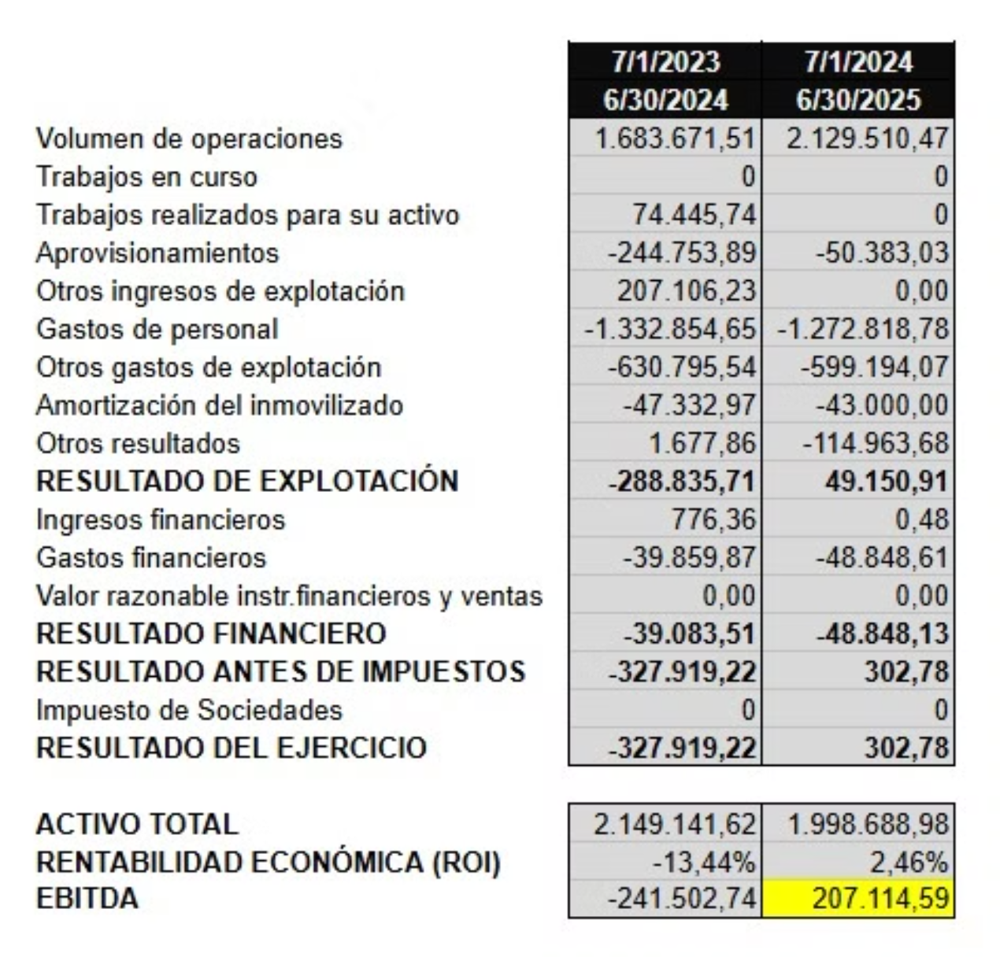 7/1/2023 7/1/2024
6/30/2024 6/30/2025
Volumen de operaciones 1.683.671,51 2.129.510,47
Trabajos en curso 0 0
Trabajos realizados para su activo 74.445,74 0
Aprovisionamientos -244.753,89 -50.383,03
Otros ingresos de explotación 207.106,23 0,00
Gastos de personal -1.332.854,65 -1.272.818,78
Otros gastos de explotación -630.795,54 -599.194,07
Amortización del inmovilizado -47.332,97 -43.000,00
Otros resultados 1.677,86 -114.963,68
RESULTADO DE EXPLOTACIÓN -288.835,71 49.150,91
Ingresos financieros 776,36 0,48
Gastos financieros -39.859,87 -48.848,61
Valor razonable instr.financieros y ventas 0,00 0,00
RESULTADO FINANCIERO -39.083,51 -48.848,13
RESULTADO ANTES DE IMPUESTOS -327.919,22 302,78
Impuesto de Sociedades 0 0
RESULTADO DEL EJERCICIO -327.919,22 302,78
ACTIVO TOTAL 2.149.141,62 1.998.688,98
RENTABILIDAD ECONÓMICA (ROI) -13,44% 2,46%
EBITDA -241.502,74 207.114,59